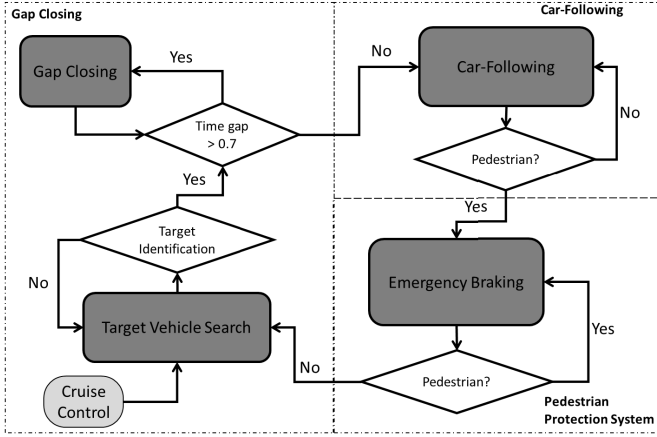 Gap Closing
Car-Following
Yes
No
Gap Closing
Car-Following
No
Time gap
> 0.7
Pedestrian?
Yes
Yes
Target
Identification
No
Emergency Braking
Target Vehicle Search
Yes
No
Pedestrian?
Cruise
Control
Pedestrian
Protection System